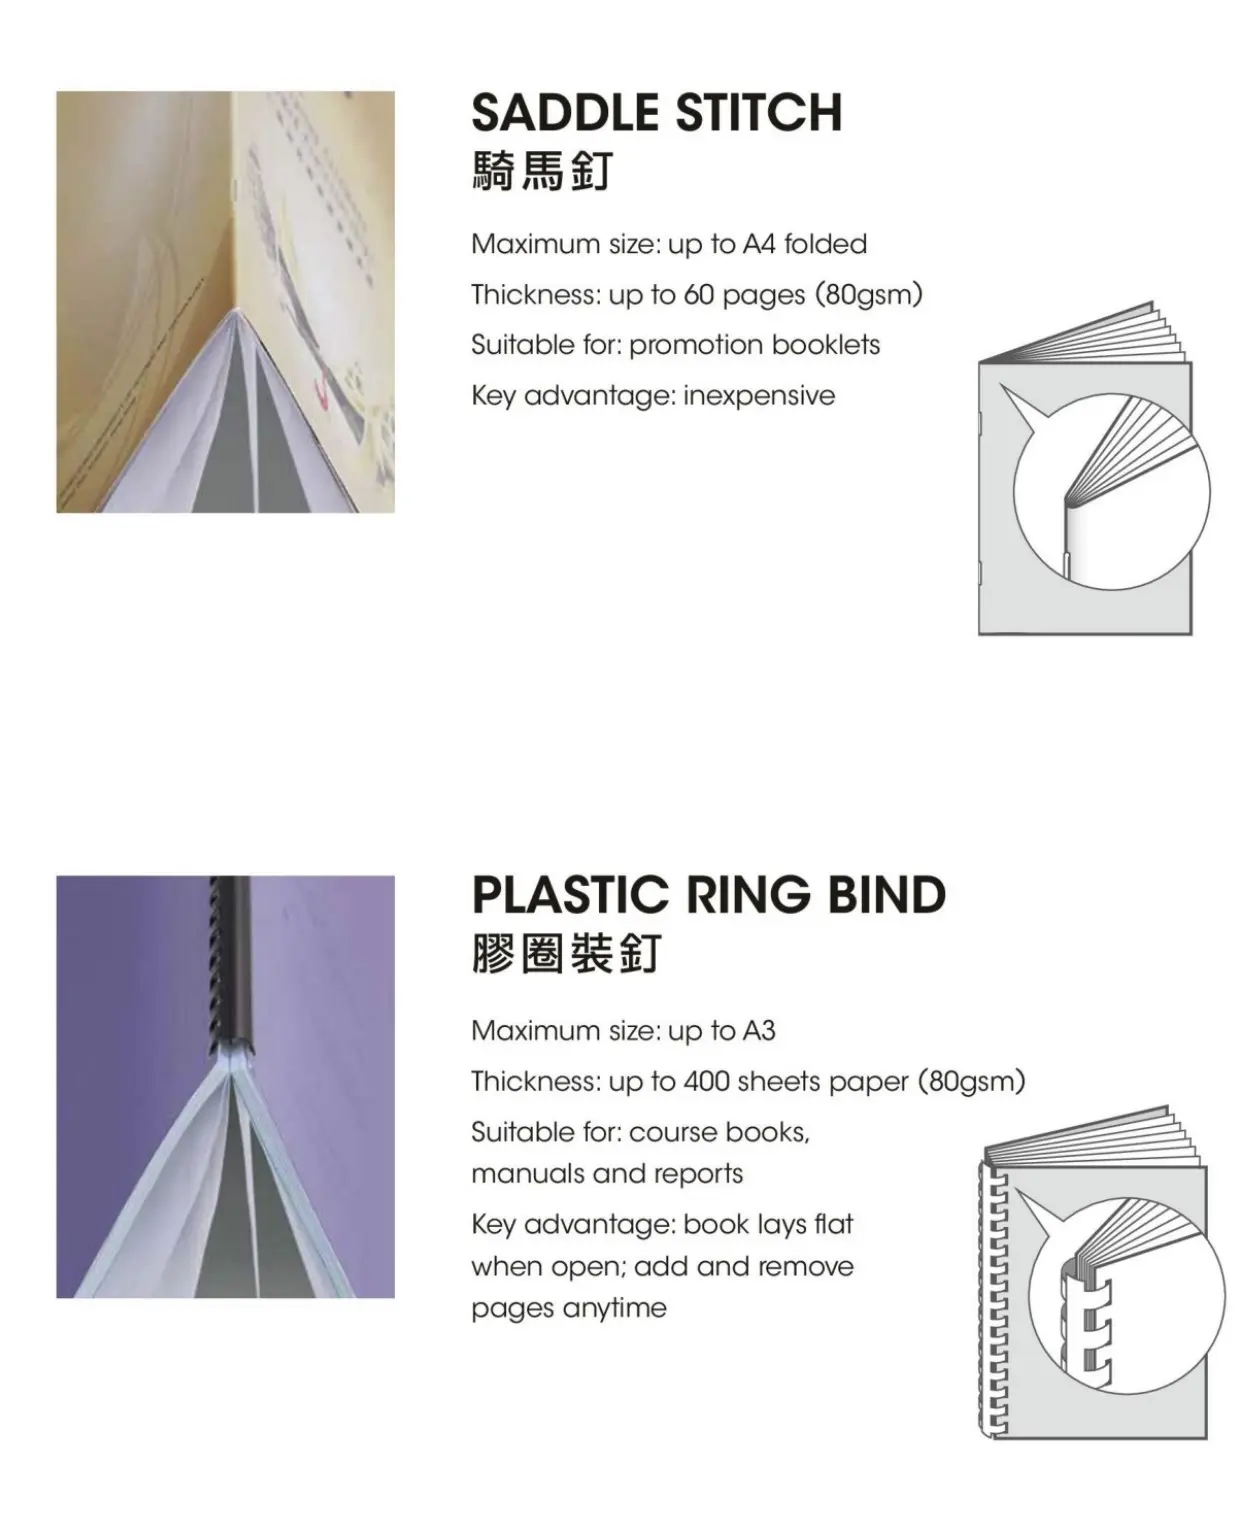 SADDLE STITCH
騎馬釘
Maximum size: up to A4 folded
Thickness: up to 60 pages (80gsm)
Suitable for: promotion booklets
Key advantage: inexpensive
PLASTIC RING BIND
膠圈裝釘
Maximum size: up to A3
Thickness: up to 400 sheets paper (80gsm)
Suitable for: course books,
manuals and reports
Key advantage: book lays flat
when open; add and remove
pages anytime